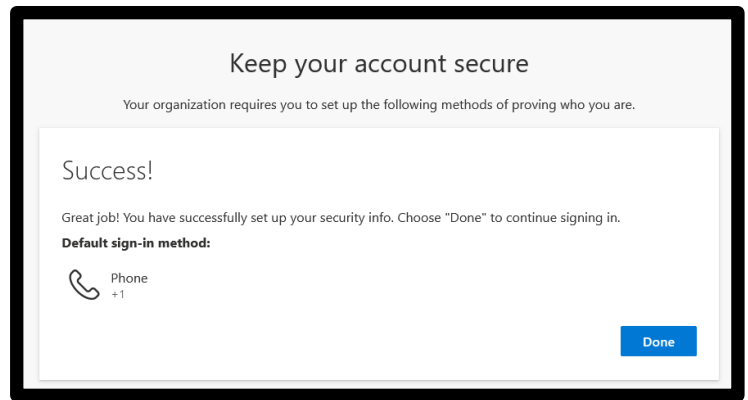 Keep your account secure
Your organization requires you to set up the following methods of proving who you are.
Success!
Great job! You have successfully set up your security info. Choose "Done" to continue signing in.
Default sign-in method:
Phone
+1
Done